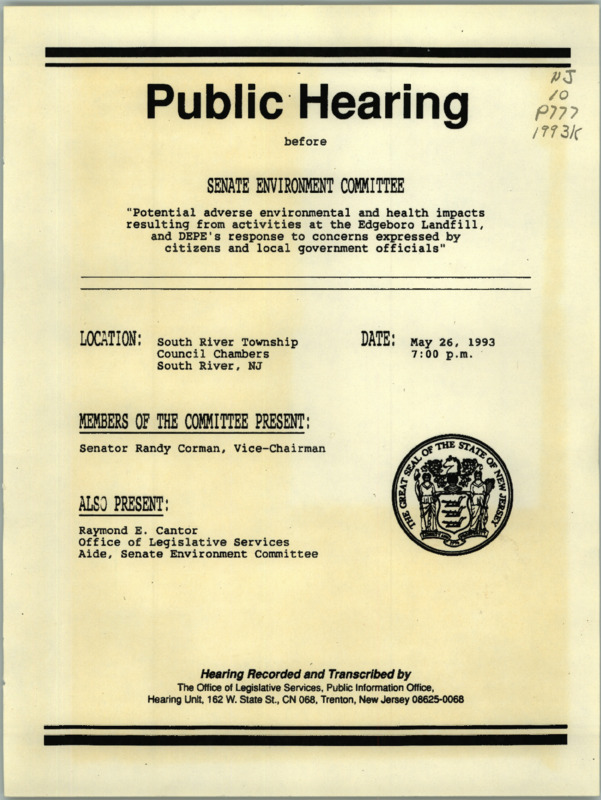 NJ
10
P777
1993K
Public Hearing
before
SENATE ENVIRONMENT COMMITTEE
"Potential adverse environmental and health impacts
resulting from activities at the Edgeboro Landfill,
and DEPE's response to concerns expressed by
citizens and local government officials"
LOCATION: South River Township
Council Chambers
South River, NJ
DATE: May 26, 1993
7:00 p.m.
MEMBERS OF THE COMMITTEE PRESENT:
Senator Randy Corman, Vice-Chairman
ALSO PRESENT:
Raymond E. Cantor
Office of Legislative Services
Aide, Senate Environment Committee
THE GREAT SEAL OF THE STATE OF NEW JERSEY
Hearing Recorded and Transcribed by
The Office of Legislative Services, Public Information Office,
Hearing Unit, 162 W. State St., CN 068, Trenton, New Jersey 08625-0068